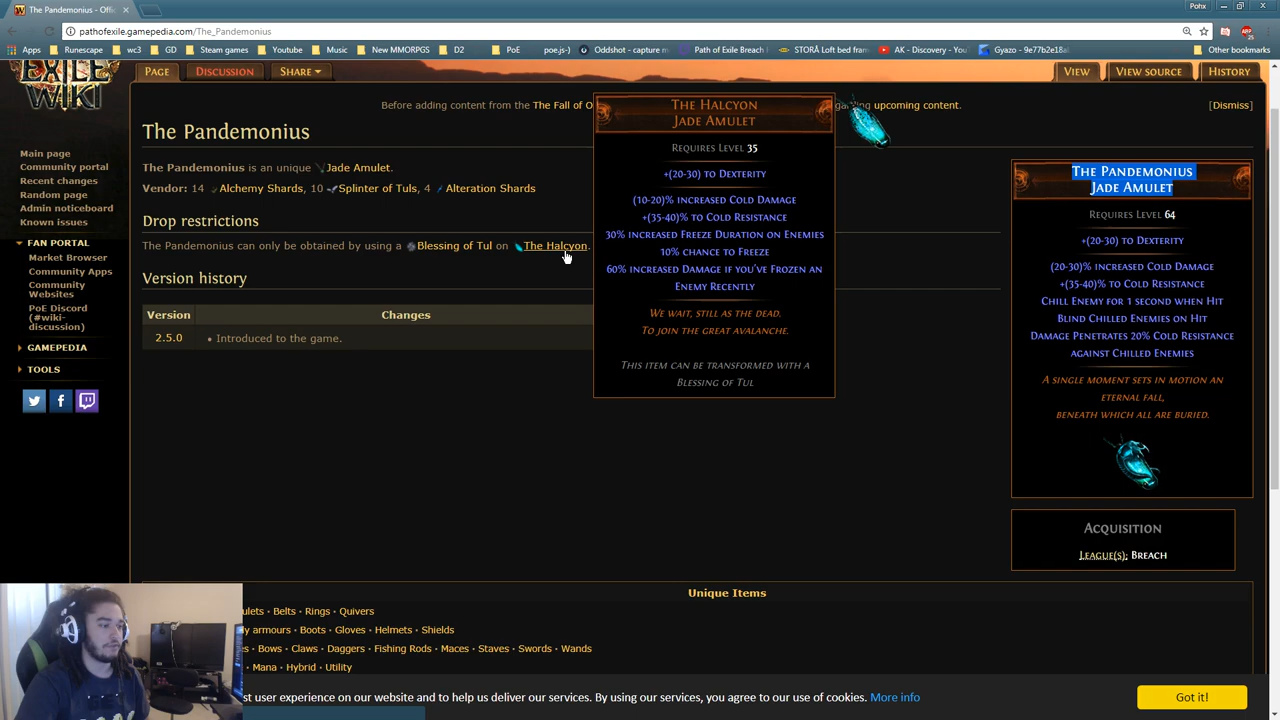 The Pandemonius - Offi
Pohx
pathofexile.gamepedia.com/The_Pandemonius
Apps
Runescape
wc3
GD
Steam games
Youtube
Music
New MMORPGS
D2
PoE
poe.js-)
Oddshot - capture m
Path of Exile Breach
STORÅ Loft bed fram
AK - Discovery - You
Gyazo - 9e77b2e18a
Other bookmarks
EXILE
WIKI
PAGE
DISCUSSION
SHARE
VIEW
VIEW SOURCE
HISTORY
Before adding content from the The Fall of O
upcoming content.
[Dismiss]
Main page
Community portal
Recent changes
Random page
Admin noticeboard
Known issues
FAN PORTAL
Market Browser
Community Apps
Community
Websites
PoE Discord
(#wiki-
discussion)
GAMEPEDIA
TOOLS
The Pandemonius
The Pandemonius is an unique Jade Amulet.
Vendor: 14 Alchemy Shards, 10 Splinter of Tuls, 4 Alteration Shards
Drop restrictions
The Pandemonius can only be obtained by using a Blessing of Tul on The Halcyon.
Version history
Version
Changes
2.5.0
• Introduced to the game.
The Halcyon
Jade Amulet
Requires Level 35
+(20-30) to Dexterity
(10-20)% increased Cold Damage
+(35-40)% to Cold Resistance
30% increased Freeze Duration on Enemies
10% chance to Freeze
60% increased Damage if you've Frozen an
Enemy Recently
We wait, still as the dead.
To join the great avalanche.
This item can be transformed with a
Blessing of Tul
The Pandemonius
Jade Amulet
Requires Level 64
+(20-30) to Dexterity
(20-30)% increased Cold Damage
+(35-40)% to Cold Resistance
Chill Enemy for 1 second when Hit
Blind Chilled Enemies on Hit
Damage Penetrates 20% Cold Resistance
against Chilled Enemies
A single moment sets in motion an
eternal fall,
beneath which all are buried.
Acquisition
League(s): Breach
Unique Items
ulets • Belts • Rings • Quivers
y armours • Boots • Gloves • Helmets • Shields
es • Bows • Claws • Daggers • Fishing Rods • Maces • Staves • Swords • Wands
• Mana • Hybrid • Utility
st user experience on our website and to help us deliver our services. By using our services, you agree to our use of cookies. More info
Got it!